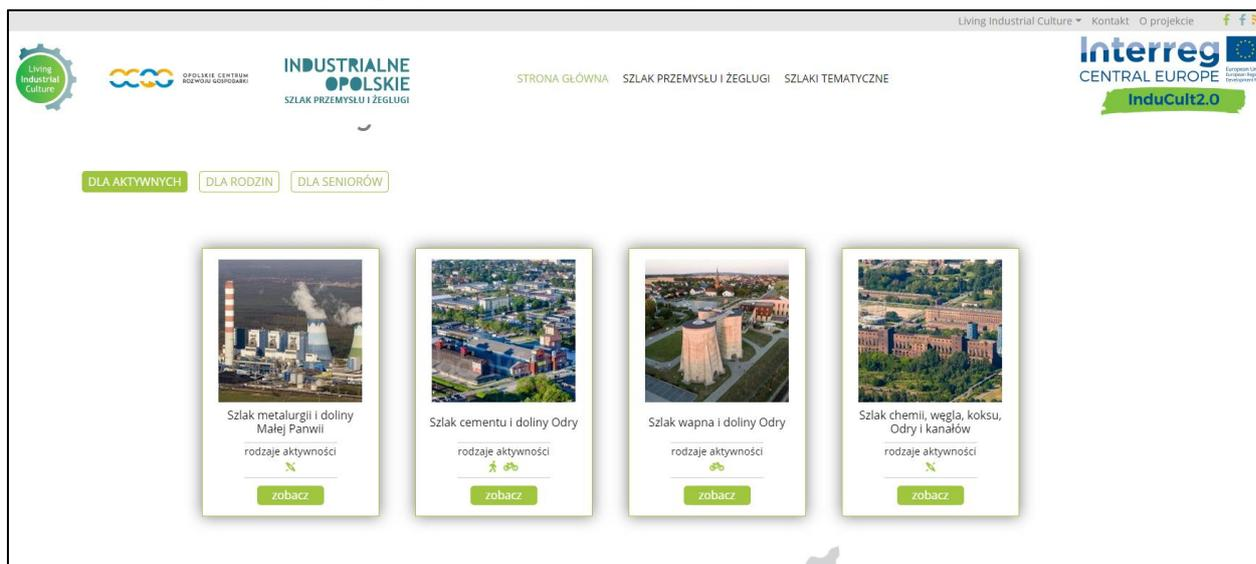 Living Industrial Culture Kontakt O projekcie
Living
Industrial
Culture
OPOLSKIE CENTRUM
ROZWOJU GOSPODARKI
INDUSTRIALNE
OPOLSKIE
SZLAK PRZEMYSŁU I ŻEGLUGI
STRONA GŁÓWNA SZLAK PRZEMYSŁU I ŻEGLUGI SZLAKI TEMATYCZNE
Interreg
CENTRAL EUROPE
InduCult2.0
DLA AKTYWNYCH DLA RODZIN DLA SENIORÓW
Szlak metalurgii i doliny
Małej Panwii
rodzaje aktywności
zobacz
Szlak cementu i doliny Odry
rodzaje aktywności
zobacz
Szlak wapna i doliny Odry
rodzaje aktywności
zobacz
Szlak chemii, węgla, koksu,
Odry i kanałów
rodzaje aktywności
zobacz